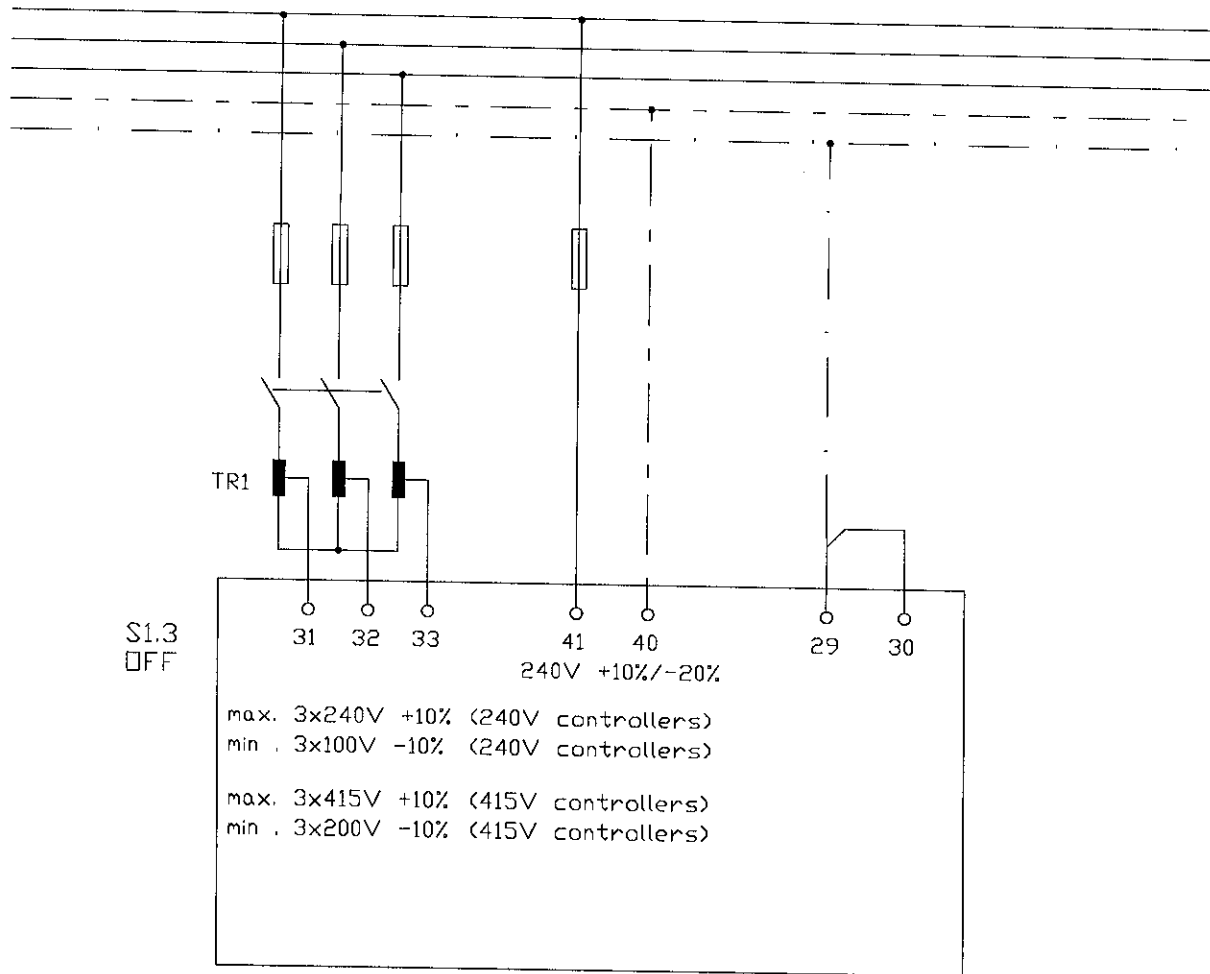 TR1
S1.3
OFF
31 32 33 41 40 29 30
240V +10%/-20%
max. 3x240V +10% (240V controllers)
min . 3x100V -10% (240V controllers)
max. 3x415V +10% (415V controllers)
min . 3x200V -10% (415V controllers)